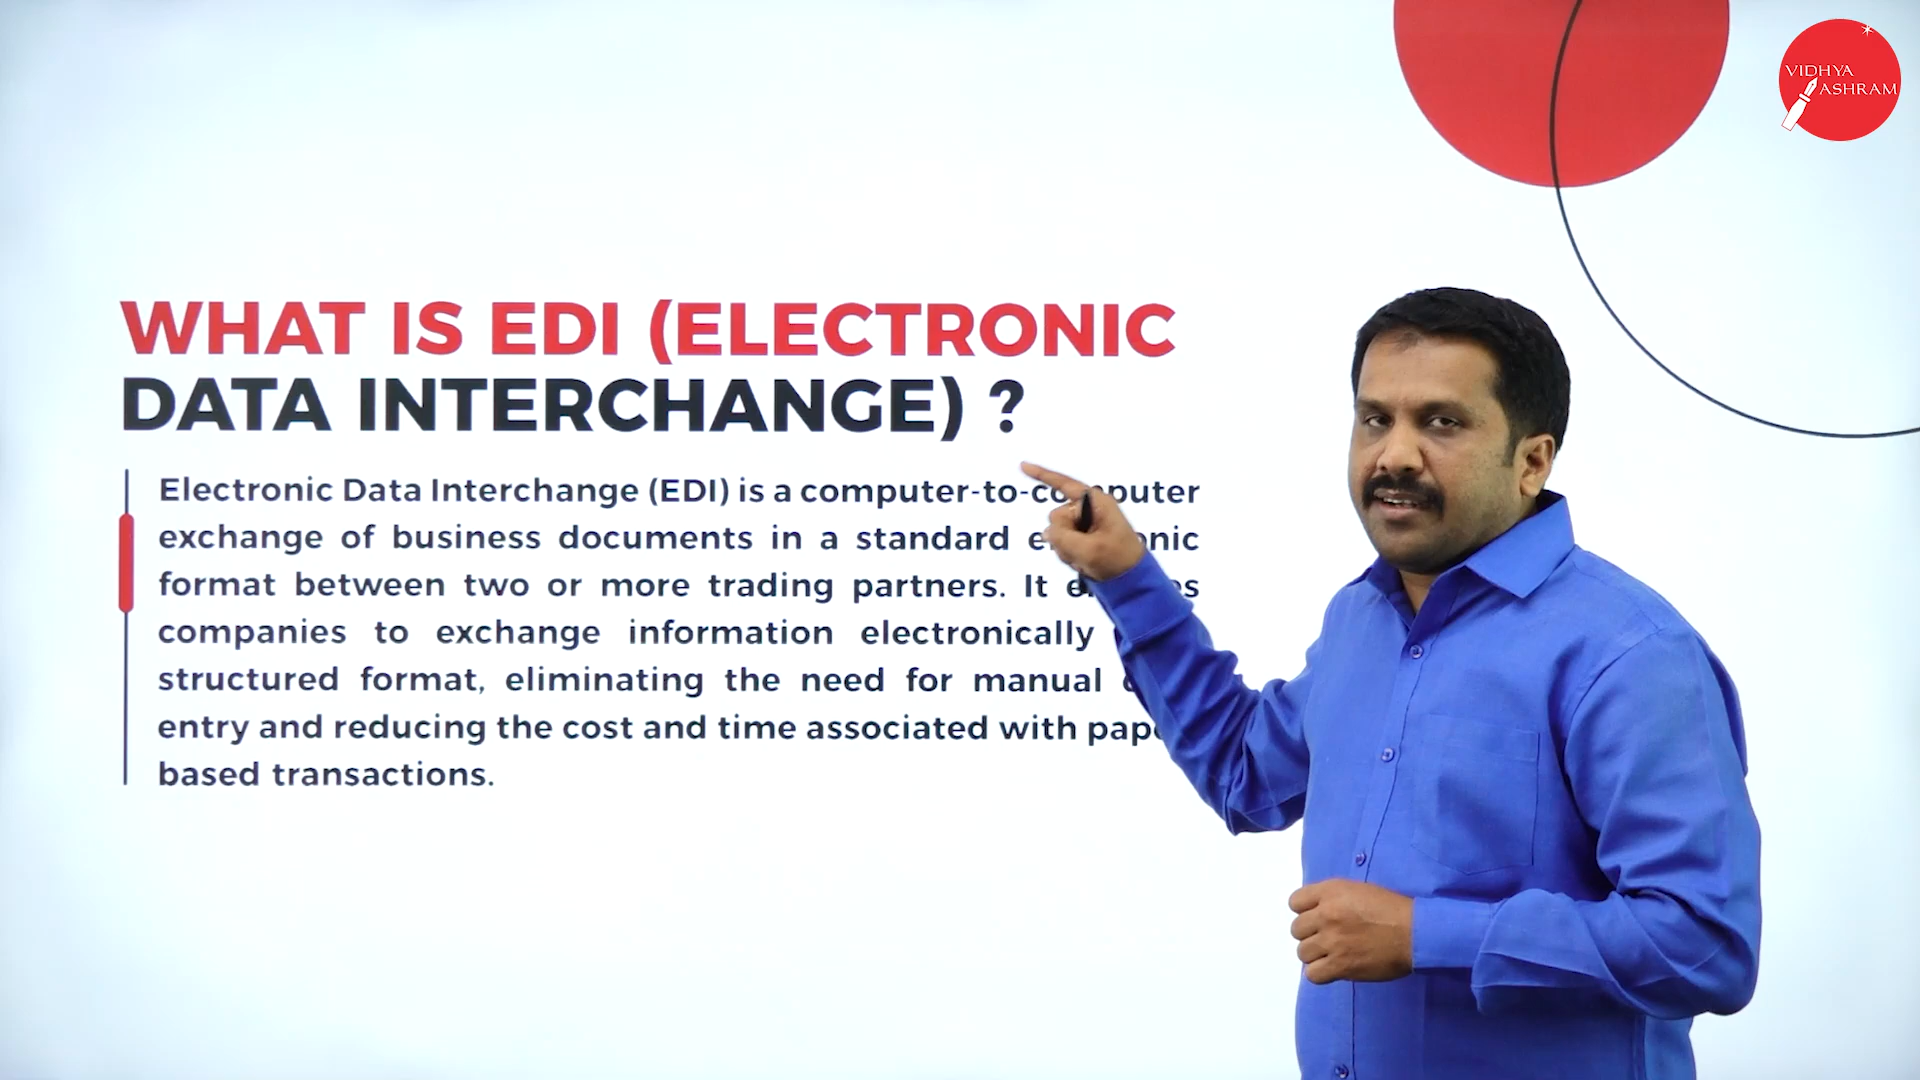 VIDHYA
ASHRAM
WHAT IS EDI (ELECTRONIC
DATA INTERCHANGE) ?
Electronic Data Interchange (EDI) is a computer-to-computer
exchange of business documents in a standard electronic
format between two or more trading partners. It
companies to exchange information electronically
structured format, eliminating the need for manual
entry and reducing the cost and time associated with
based transactions.